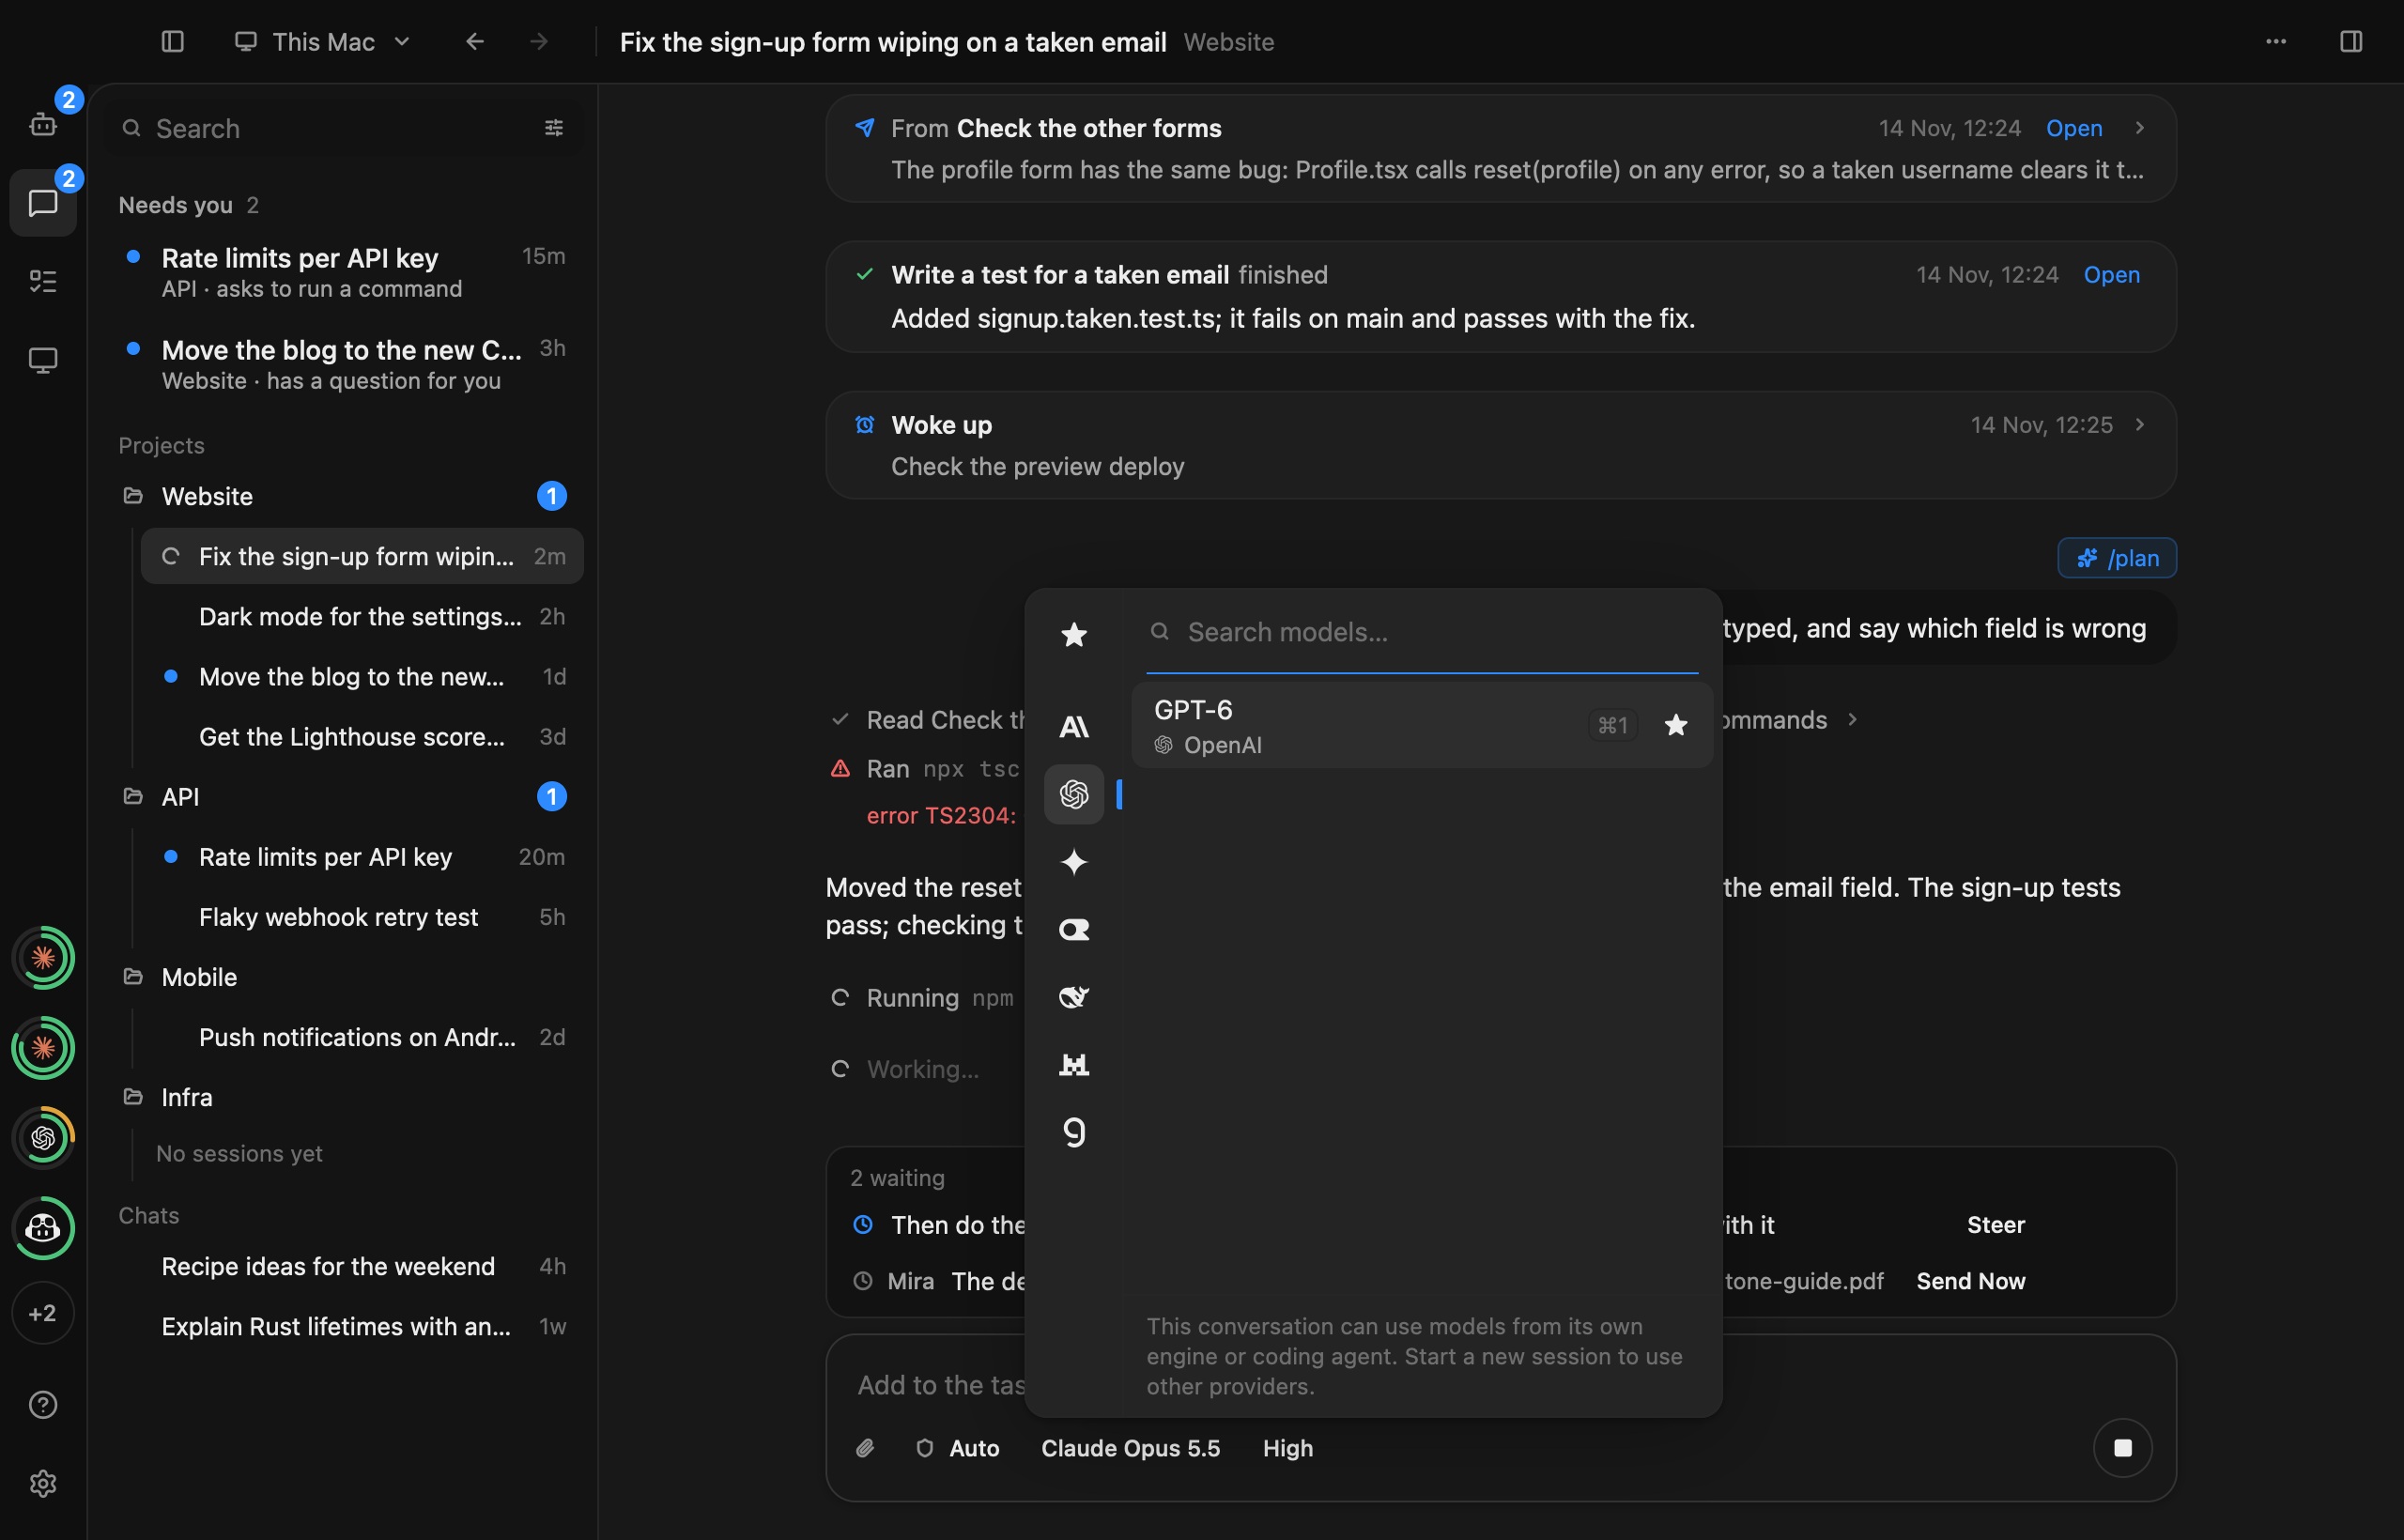 This Mac
Fix the sign-up form wiping on a taken email Website
2
2
Search
Needs you 2
Rate limits per API key 15m
API · asks to run a command
Move the blog to the new C... 3h
Website · has a question for you
Projects
Website 1
Fix the sign-up form wipin... 2m
Dark mode for the settings... 2h
Move the blog to the new... 1d
Get the Lighthouse score... 3d
API 1
Rate limits per API key 20m
Flaky webhook retry test 5h
Mobile
Push notifications on Andr... 2d
Infra
No sessions yet
Chats
Recipe ideas for the weekend 4h
Explain Rust lifetimes with an... 1w
+2
From Check the other forms 14 Nov, 12:24 Open
The profile form has the same bug: Profile.tsx calls reset(profile) on any error, so a taken username clears it t...
Write a test for a taken email finished 14 Nov, 12:24 Open
Added signup.taken.test.ts; it fails on main and passes with the fix.
Woke up 14 Nov, 12:25
Check the preview deploy
/plan
typed, and say which field is wrong
Read Check ommands
Ran npx tsc
error TS2304:
Moved the reset the email field. The sign-up tests
pass; checking
Running npm
Working...
2 waiting
Then do the with it Steer
Mira The tone-guide.pdf Send Now
Add to the
Auto Claude Opus 5.5 High
Search models...
GPT-6 ⌘1
OpenAI
This conversation can use models from its own
engine or coding agent. Start a new session to use
other providers.